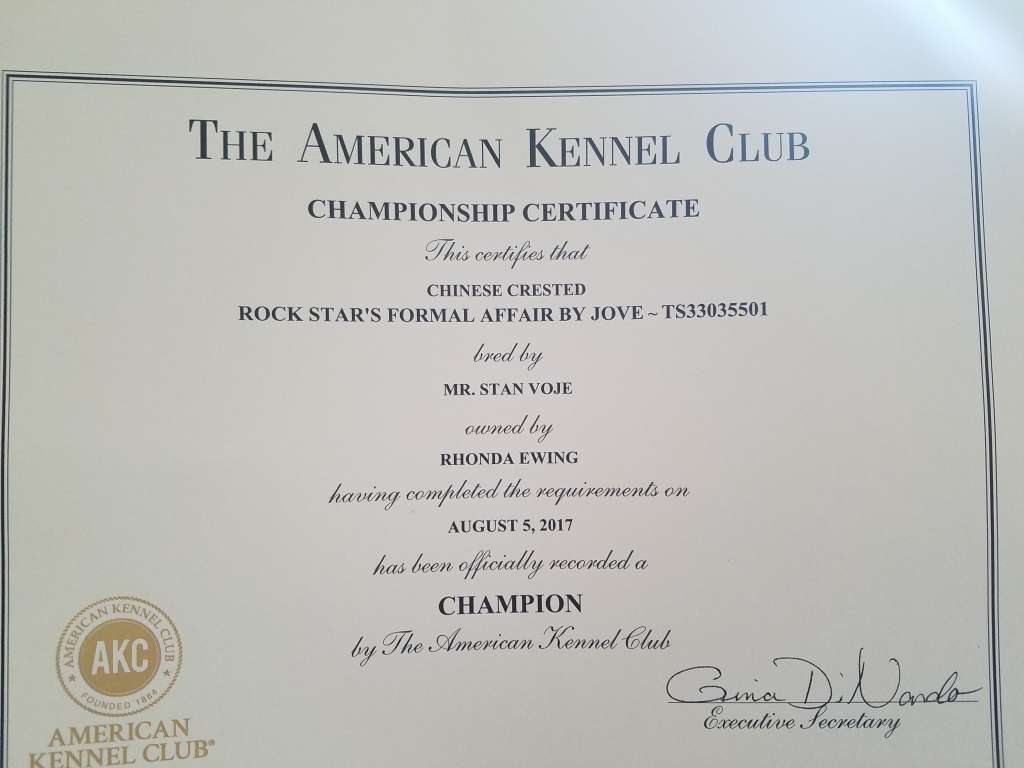 THE AMERICAN KENNEL CLUB
CHAMPIONSHIP CERTIFICATE
This certifies that
CHINESE CRESTED
ROCK STAR'S FORMAL AFFAIR BY JOVE ~ TS33035501
bred by
MR. STAN VOJE
owned by
RHONDA EWING
having completed the requirements on
AUGUST 5, 2017
has been officially recorded a
CHAMPION
by The American Kennel Club
AMERICAN KENNEL CLUB
AKC
FOUNDED 1884
AMERICAN
KENNEL CLUB®
Gina DiNardo
Executive Secretary